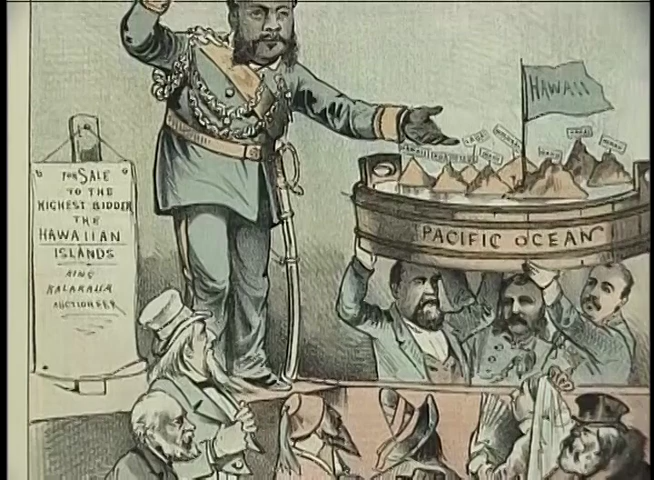 FOR SALE
TO THE
HIGHEST BIDDER
THE
HAWAIIAN
ISLANDS
KING
KALAKAUA
AUCTIONEER
HAWAII
PACIFIC OCEAN